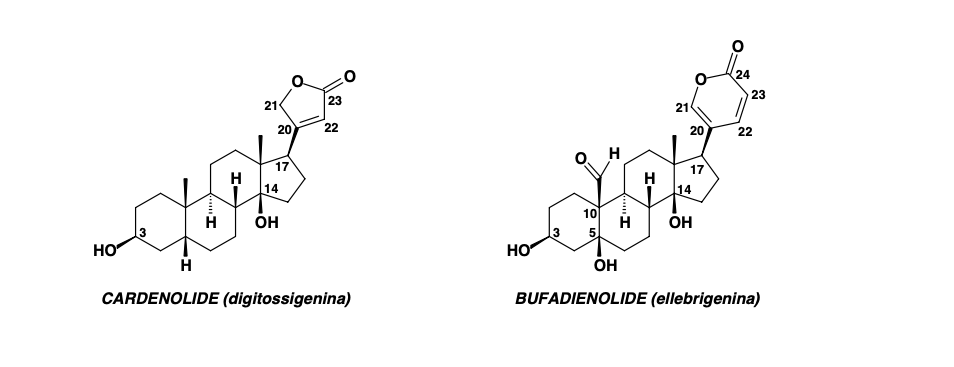 O
O
21
23
20
22
17
H
14
H
OH
3
HO
H
CARDENOLIDE (digitossigenina)
O
O
24
21
23
20
22
O
H
17
H
14
10
H
OH
3
5
HO
OH
BUFADIENOLIDE (ellebrigenina)